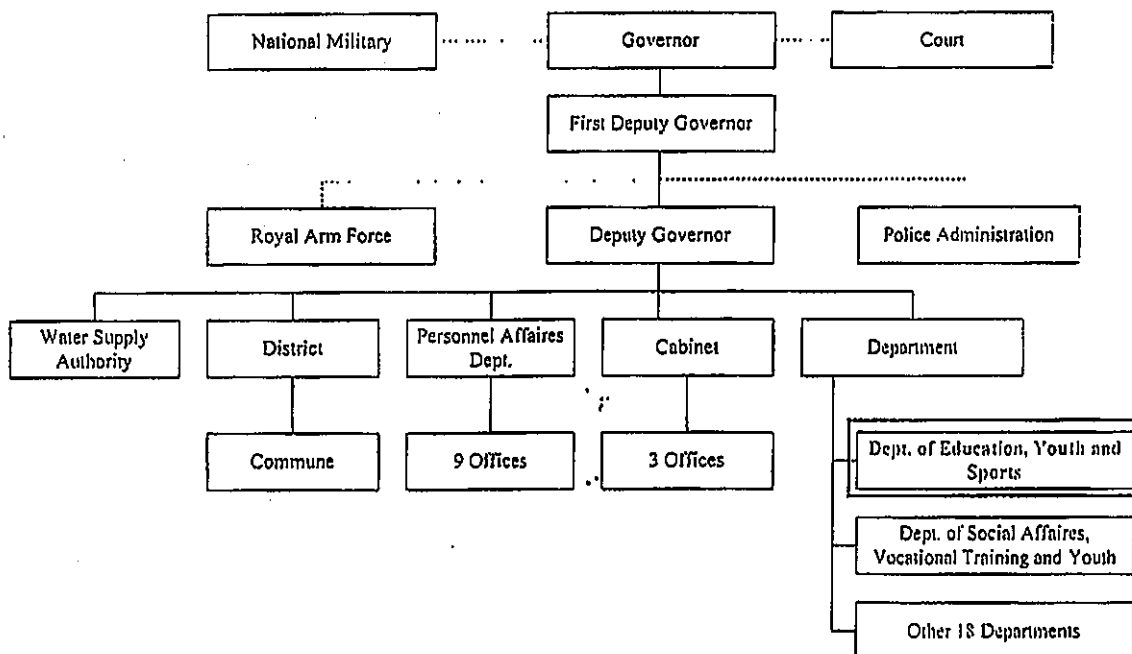 National Military
Governor
Court
First Deputy Governor
Royal Arm Force
Deputy Governor
Police Administration
Water Supply
Authority
District
Personnel Affaires
Dept.
Cabinet
Department
Commune
9 Offices
3 Offices
Dept. of Education, Youth and
Sports
Dept. of Social Affaires,
Vocational Training and Youth
Other 18 Departments